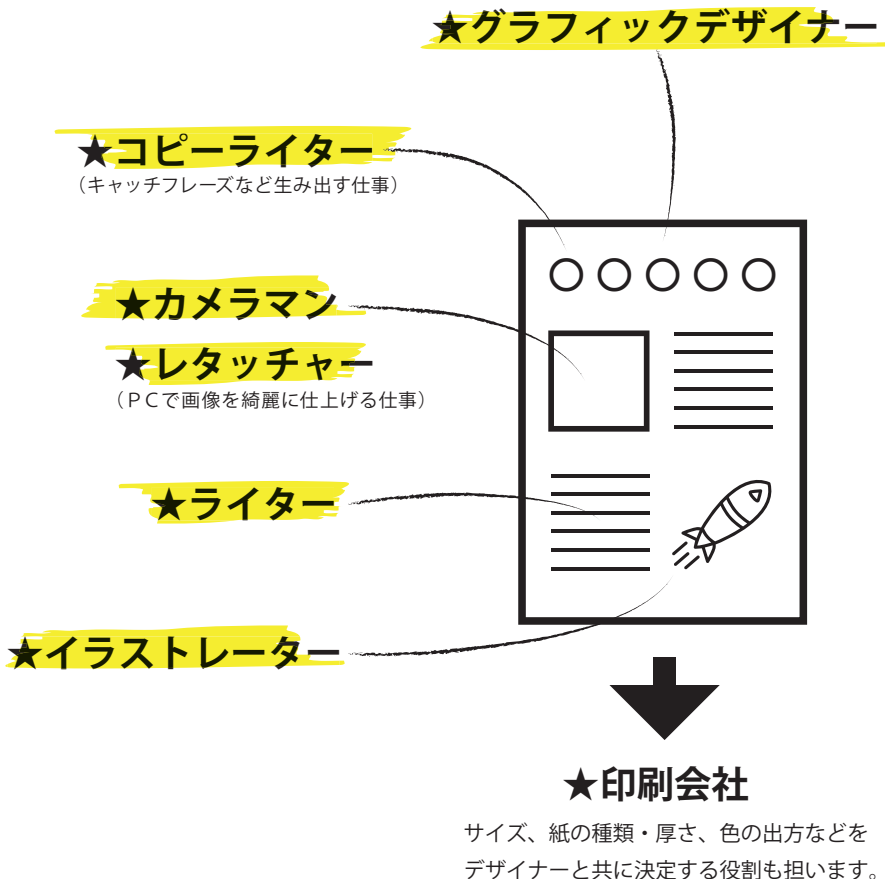 ★グラフィックデザイナー
★コピーライター
（キャッチフレーズなど生み出す仕事）
★カメラマン
★レタッチャー
（ＰＣで画像を綺麗に仕上げる仕事）
★ライター
★イラストレーター
★印刷会社
サイズ、紙の種類・厚さ、色の出方などを
デザイナーと共に決定する役割も担います。